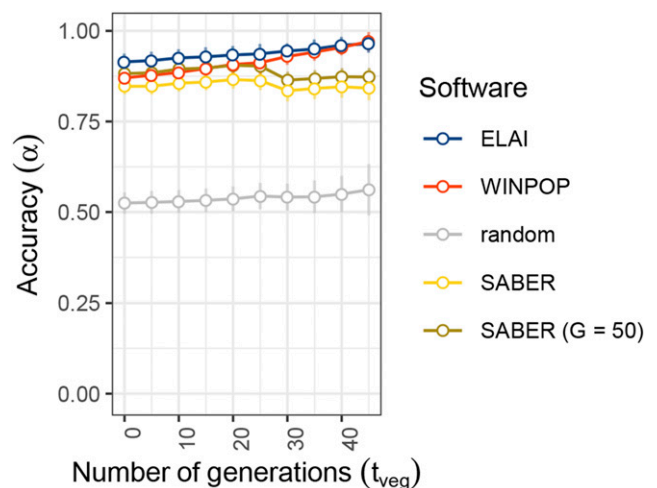 1.00
0.75
0.50
0.25
0.00
Accuracy (α)
0
10
20
30
40
Number of generations (t_veg)
Software
ELAI
WINPOP
random
SABER
SABER (G = 50)